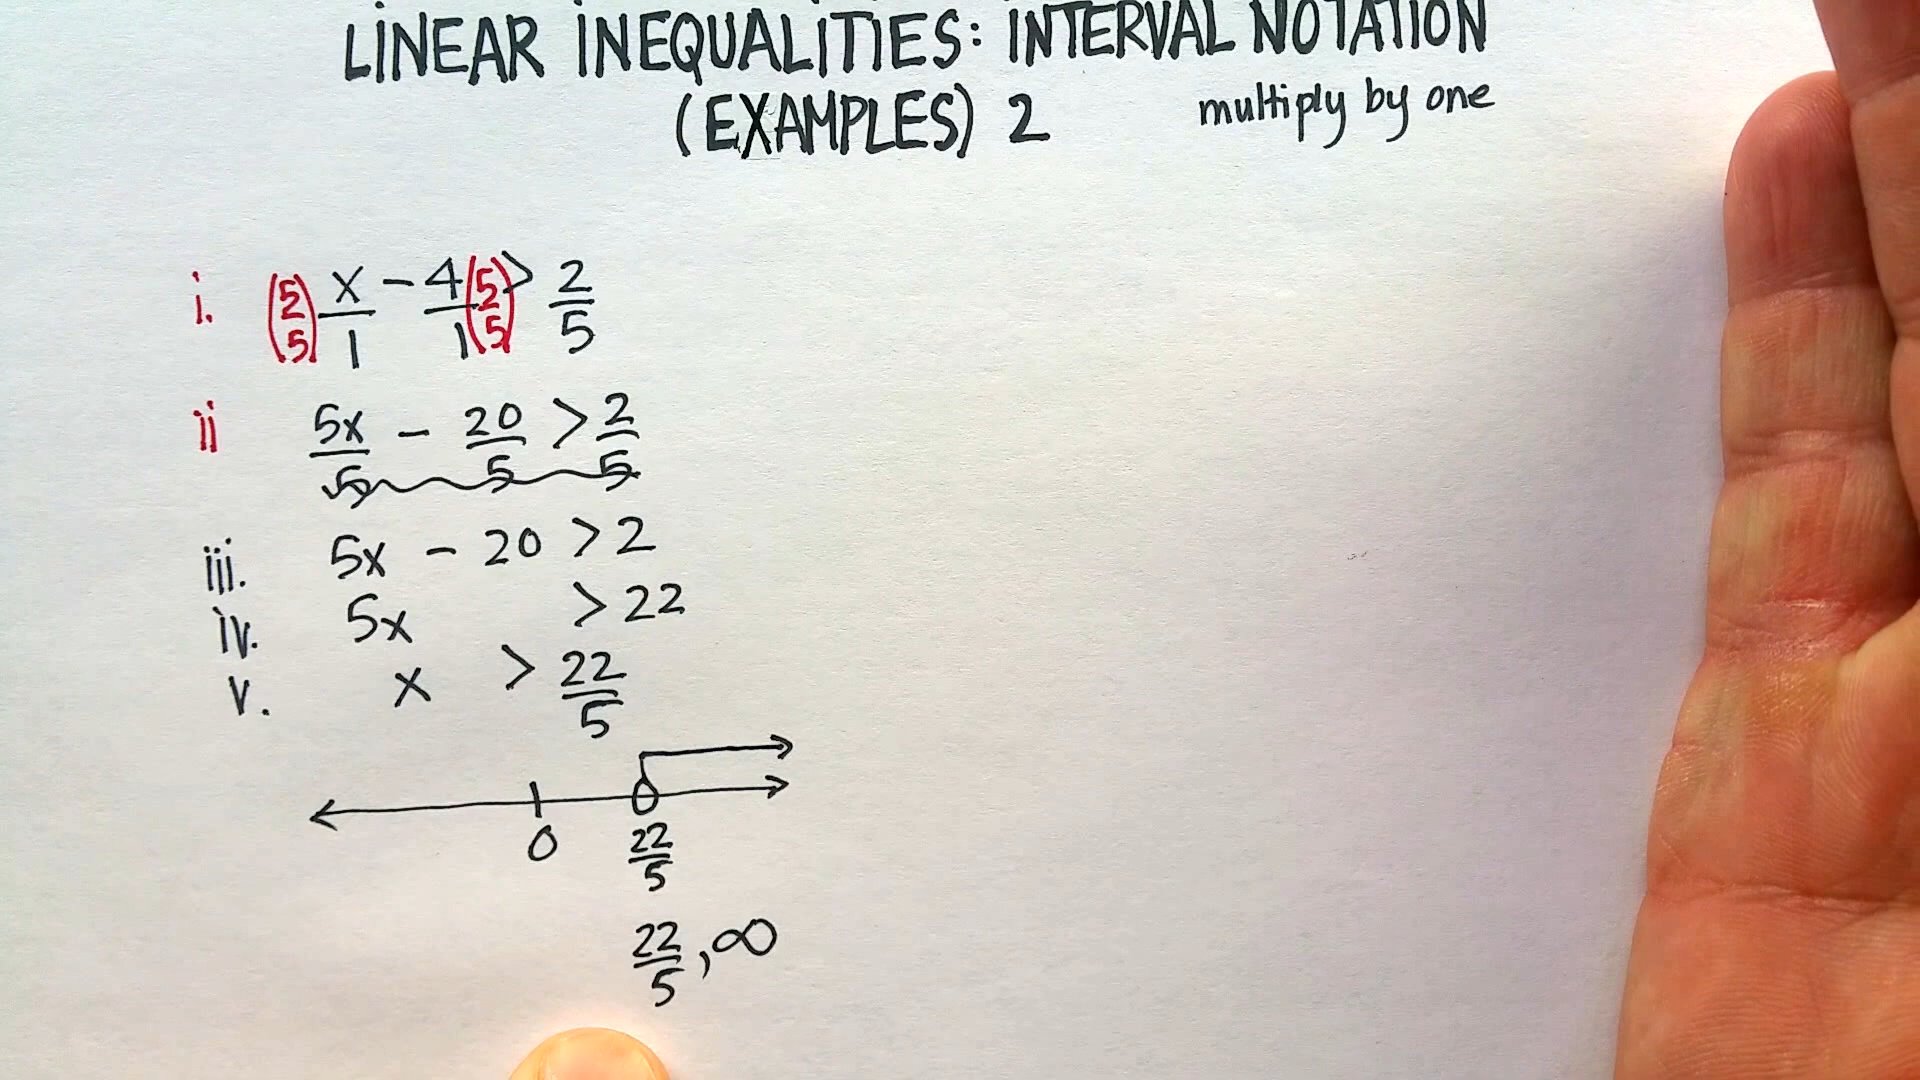 LINEAR INEQUALITIES: INTERVAL NOTATION
(EXAMPLES) 2 multiply by one
i. (5/5) x/1 - 4/1 (5/5) > 2/5
ii 5x/5 - 20/5 > 2/5
iii. 5x - 20 > 2
iv. 5x > 22
v. x > 22/5
0 22/5
22/5, ∞